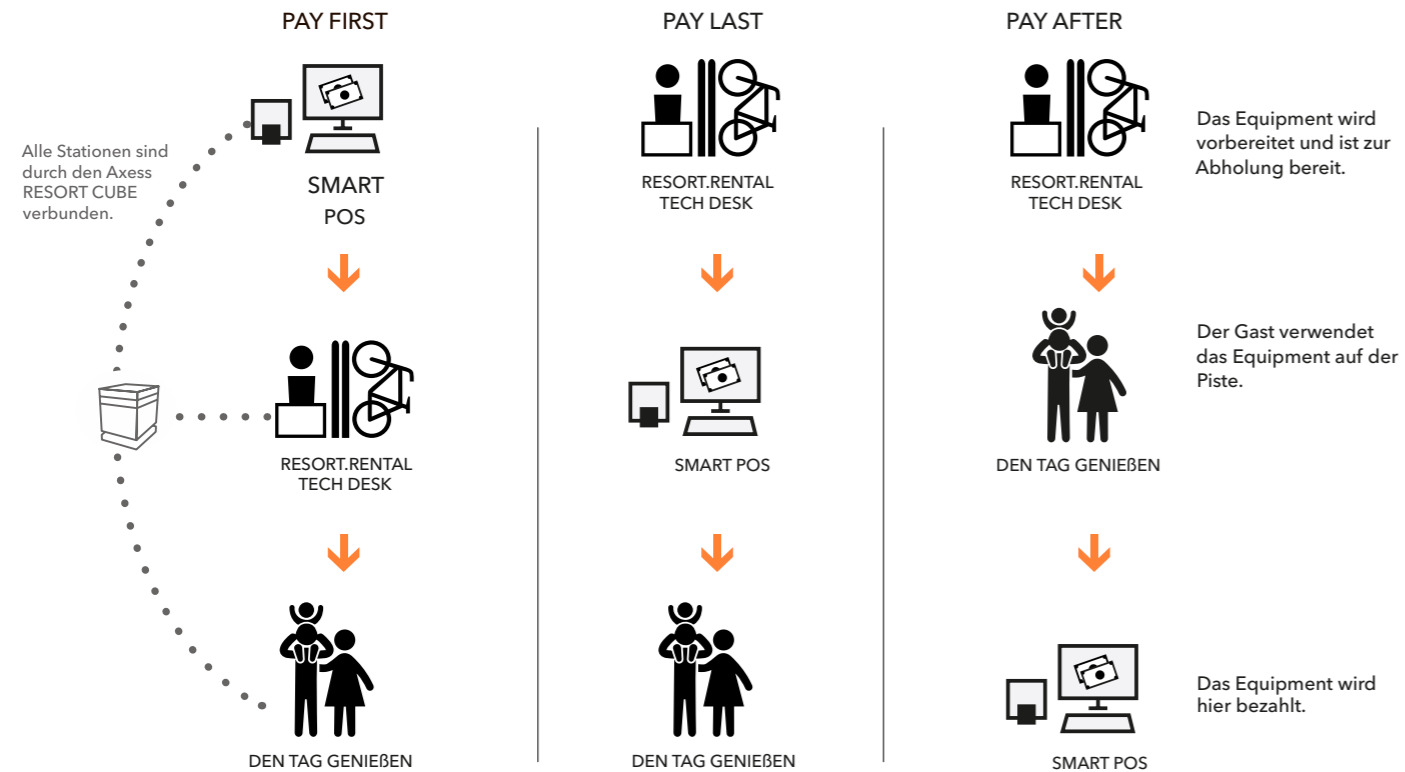 PAY FIRST
PAY LAST
PAY AFTER
Alle Stationen sind
durch den Axess
RESORT CUBE
verbunden.
SMART
POS
RESORT.RENTAL
TECH DESK
DEN TAG GENIEßEN
RESORT.RENTAL
TECH DESK
SMART POS
DEN TAG GENIEßEN
RESORT.RENTAL
TECH DESK
DEN TAG GENIEßEN
SMART POS
Das Equipment wird
vorbereitet und ist zur
Abholung bereit.
Der Gast verwendet
das Equipment auf der
Piste.
Das Equipment wird
hier bezahlt.